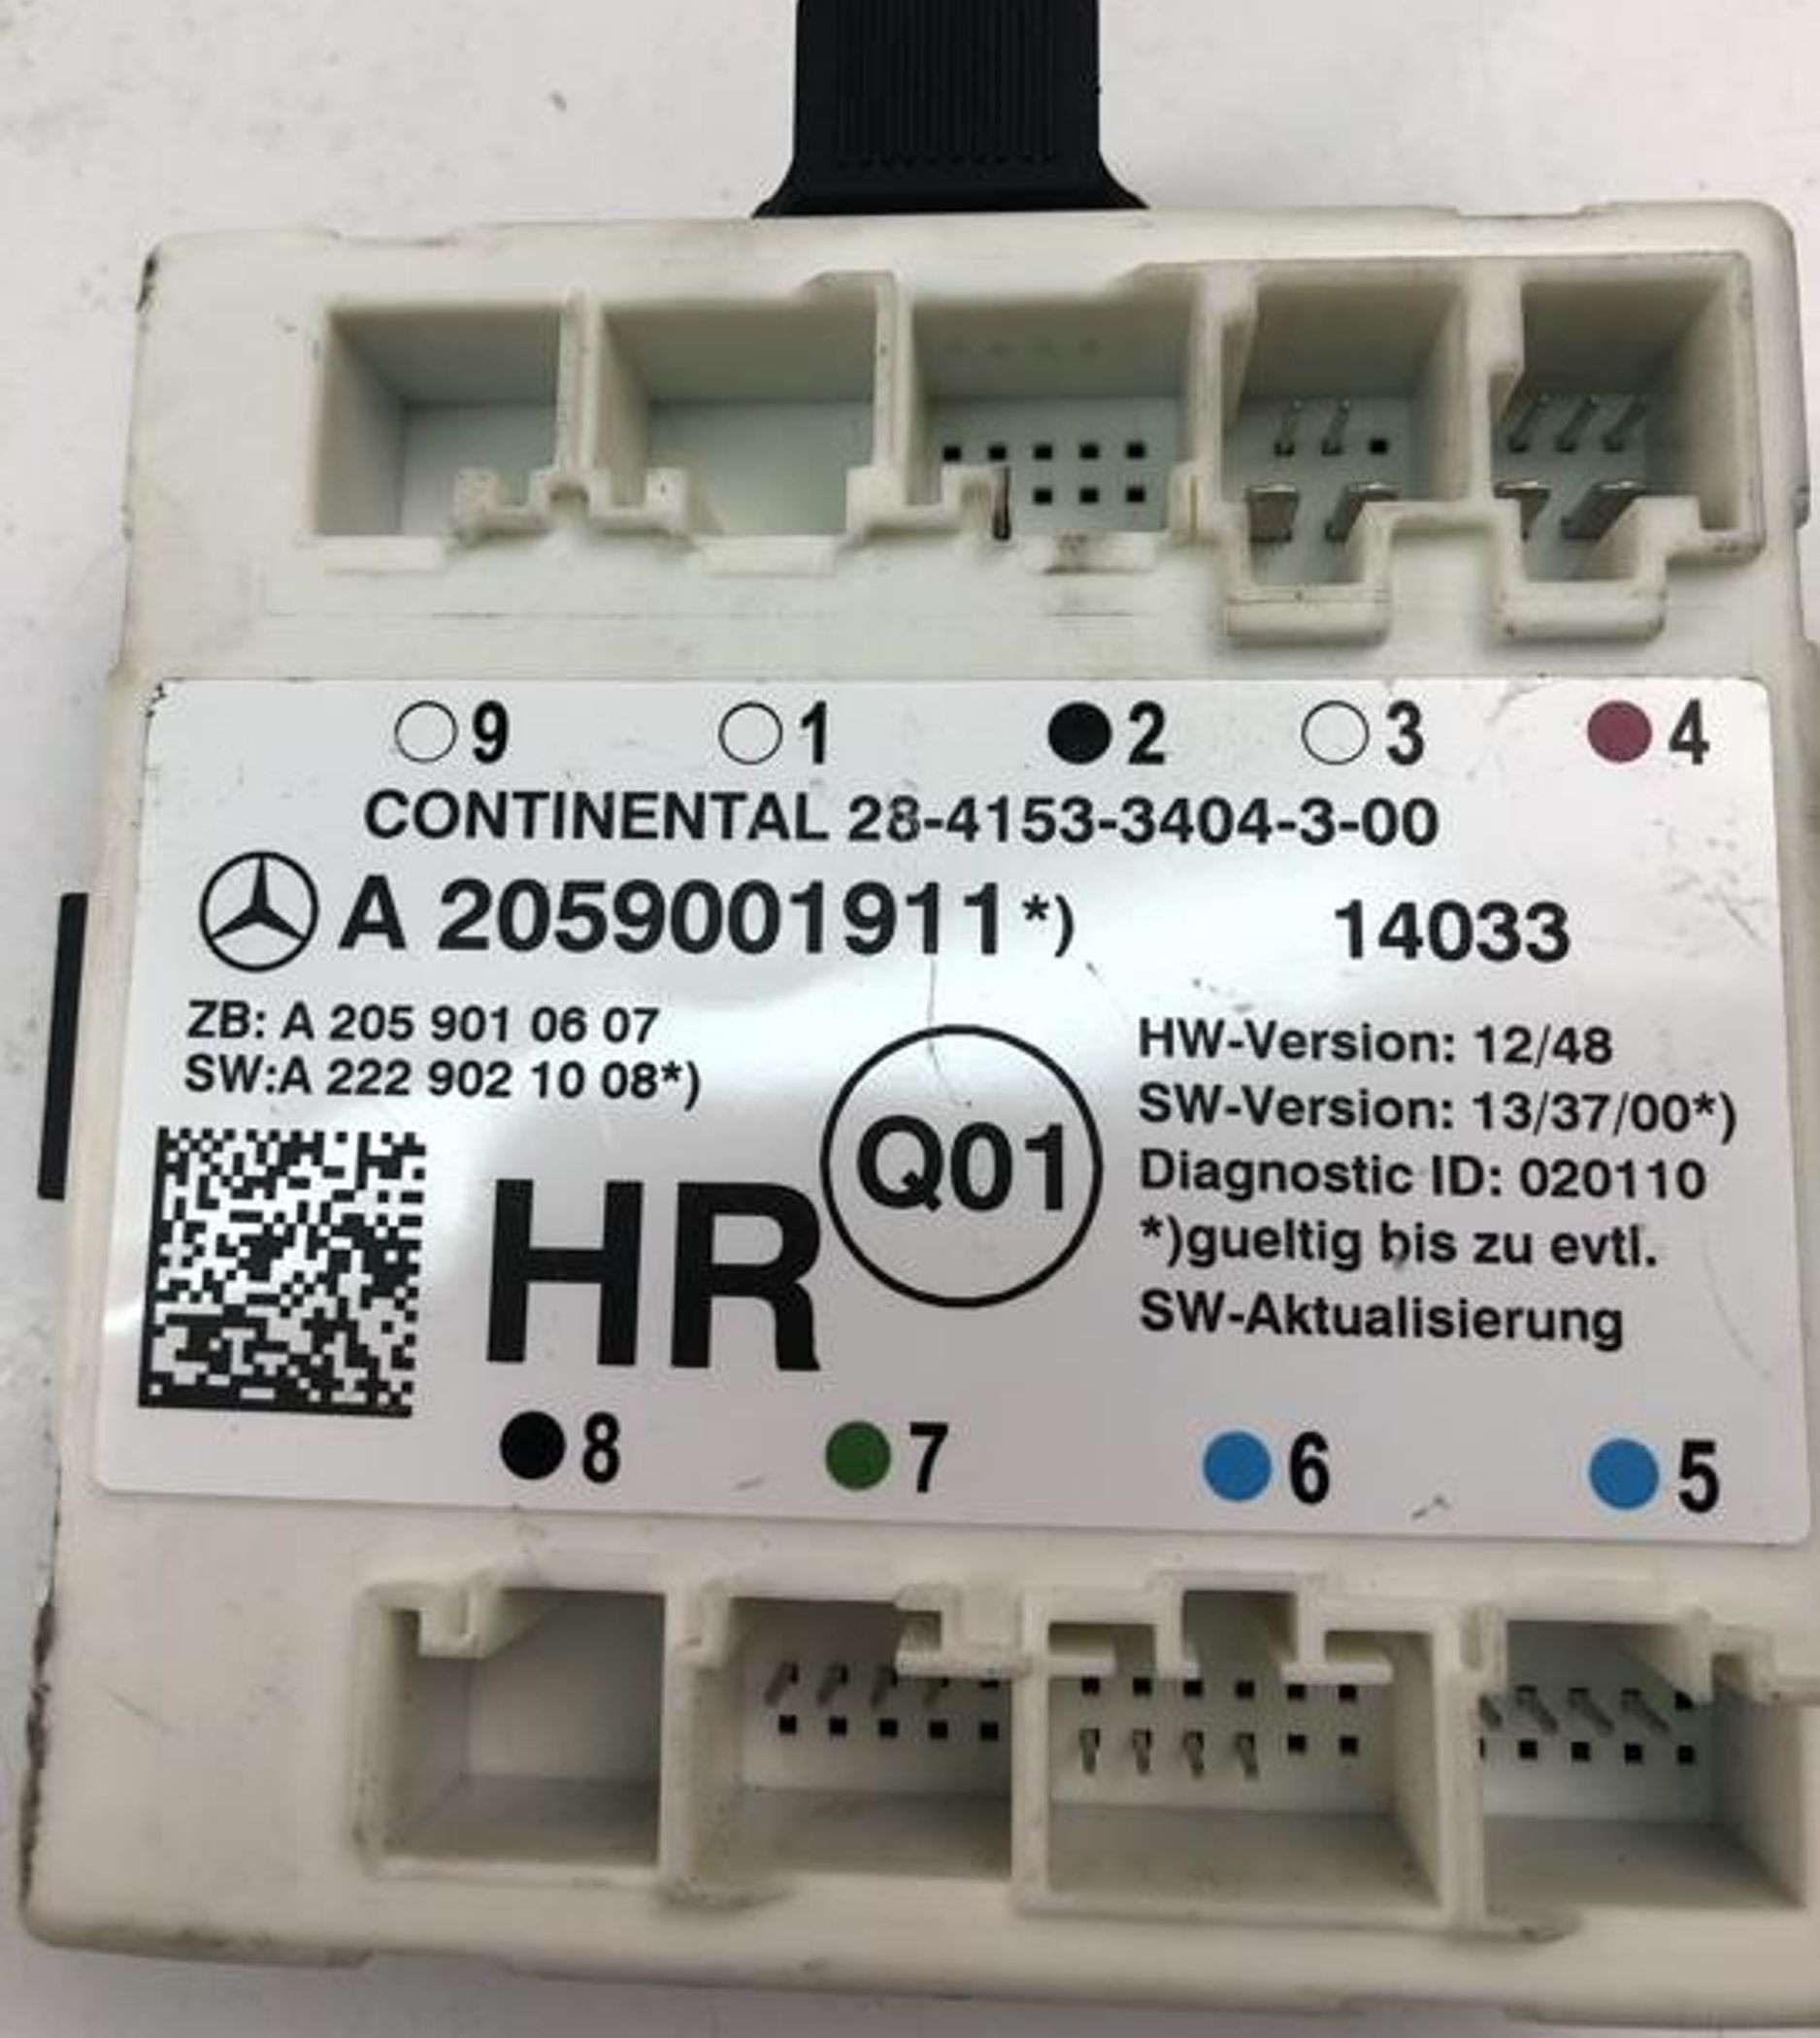 9 1 2 3 4
CONTINENTAL 28-4153-3404-3-00
A 2059001911*) 14033
ZB: A 205 901 06 07
SW:A 222 902 10 08*)
HR
Q01
HW-Version: 12/48
SW-Version: 13/37/00*)
Diagnostic ID: 020110
*)gueltig bis zu evtl.
SW-Aktualisierung
8 7 6 5